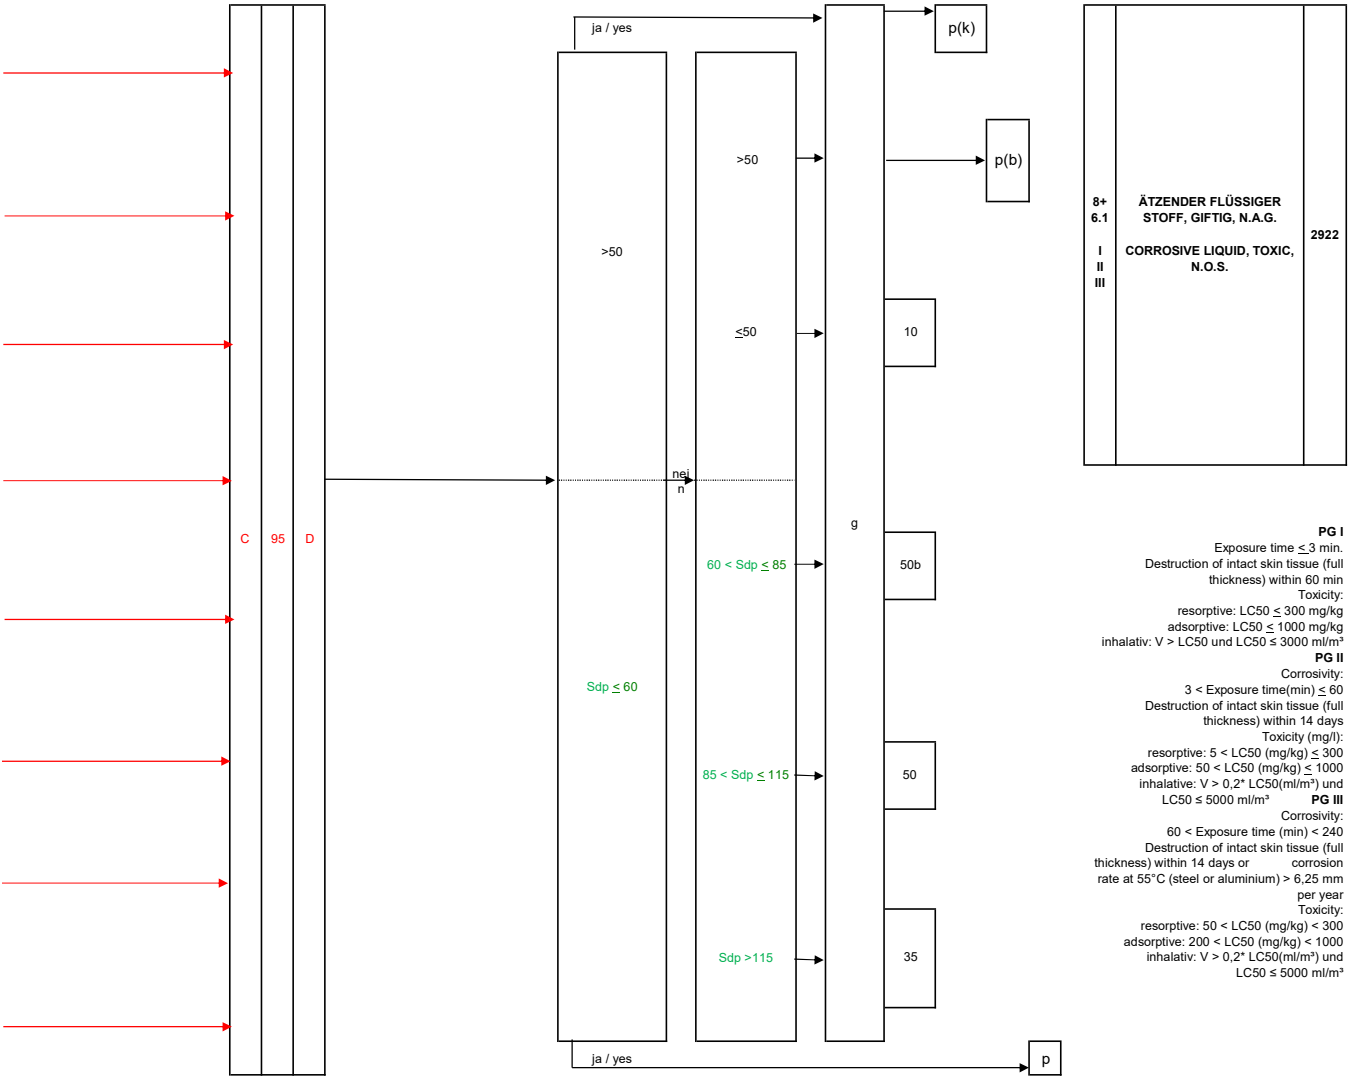 ja / yes
p(k)
>50
p(b)
8+
6.1
I
II
III
ÄTZENDER FLÜSSIGER
STOFF, GIFTIG, N.A.G.
CORROSIVE LIQUID, TOXIC,
N.O.S.
2922
>50
≤50
10
nei
n
C
95
D
g
60 < Sdp ≤ 85
50b
Sdp ≤ 60
85 < Sdp ≤ 115
50
Sdp >115
35
ja / yes
p
PG I
Exposure time ≤ 3 min.
Destruction of intact skin tissue (full
thickness) within 60 min
Toxicity:
resorptive: LC50 ≤ 300 mg/kg
adsorptive: LC50 ≤ 1000 mg/kg
inhalativ: V > LC50 und LC50 ≤ 3000 ml/m³
PG II
Corrosivity:
3 < Exposure time(min) ≤ 60
Destruction of intact skin tissue (full
thickness) within 14 days
Toxicity (mg/l):
resorptive: 5 < LC50 (mg/kg) ≤ 300
adsorptive: 50 < LC50 (mg/kg) ≤ 1000
inhalative: V > 0,2* LC50(ml/m³) und
LC50 ≤ 5000 ml/m³ PG III
Corrosivity:
60 < Exposure time (min) < 240
Destruction of intact skin tissue (full
thickness) within 14 days or corrosion
rate at 55°C (steel or aluminium) > 6,25 mm
per year
Toxicity:
resorptive: 50 < LC50 (mg/kg) < 300
adsorptive: 200 < LC50 (mg/kg) < 1000
inhalativ: V > 0,2* LC50(ml/m³) und
LC50 ≤ 5000 ml/m³